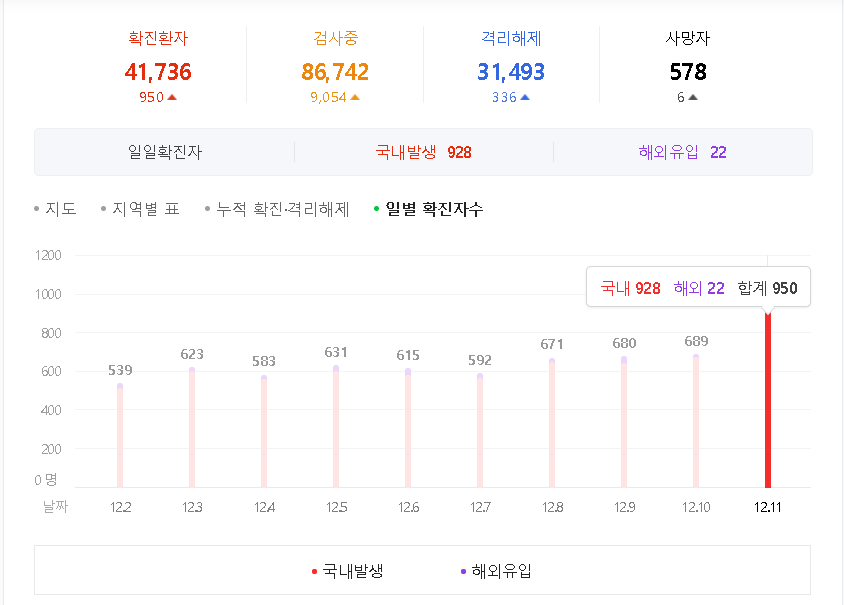 확진환자 검사중 격리해제 사망자
41,736 86,742 31,493 578
950 ▲ 9,054 ▲ 336 ▲ 6 ▲
일일확진자 국내발생 928 해외유입 22
• 지도 • 지역별 표 • 누적 확진·격리해제 • 일별 확진자수
1200
1000
국내 928 해외 22 합계 950
800
600
400
200
0 명
539 623 583 631 615 592 671 680 689
날짜 12.2 12.3 12.4 12.5 12.6 12.7 12.8 12.9 12.10 12.11
• 국내발생 • 해외유입